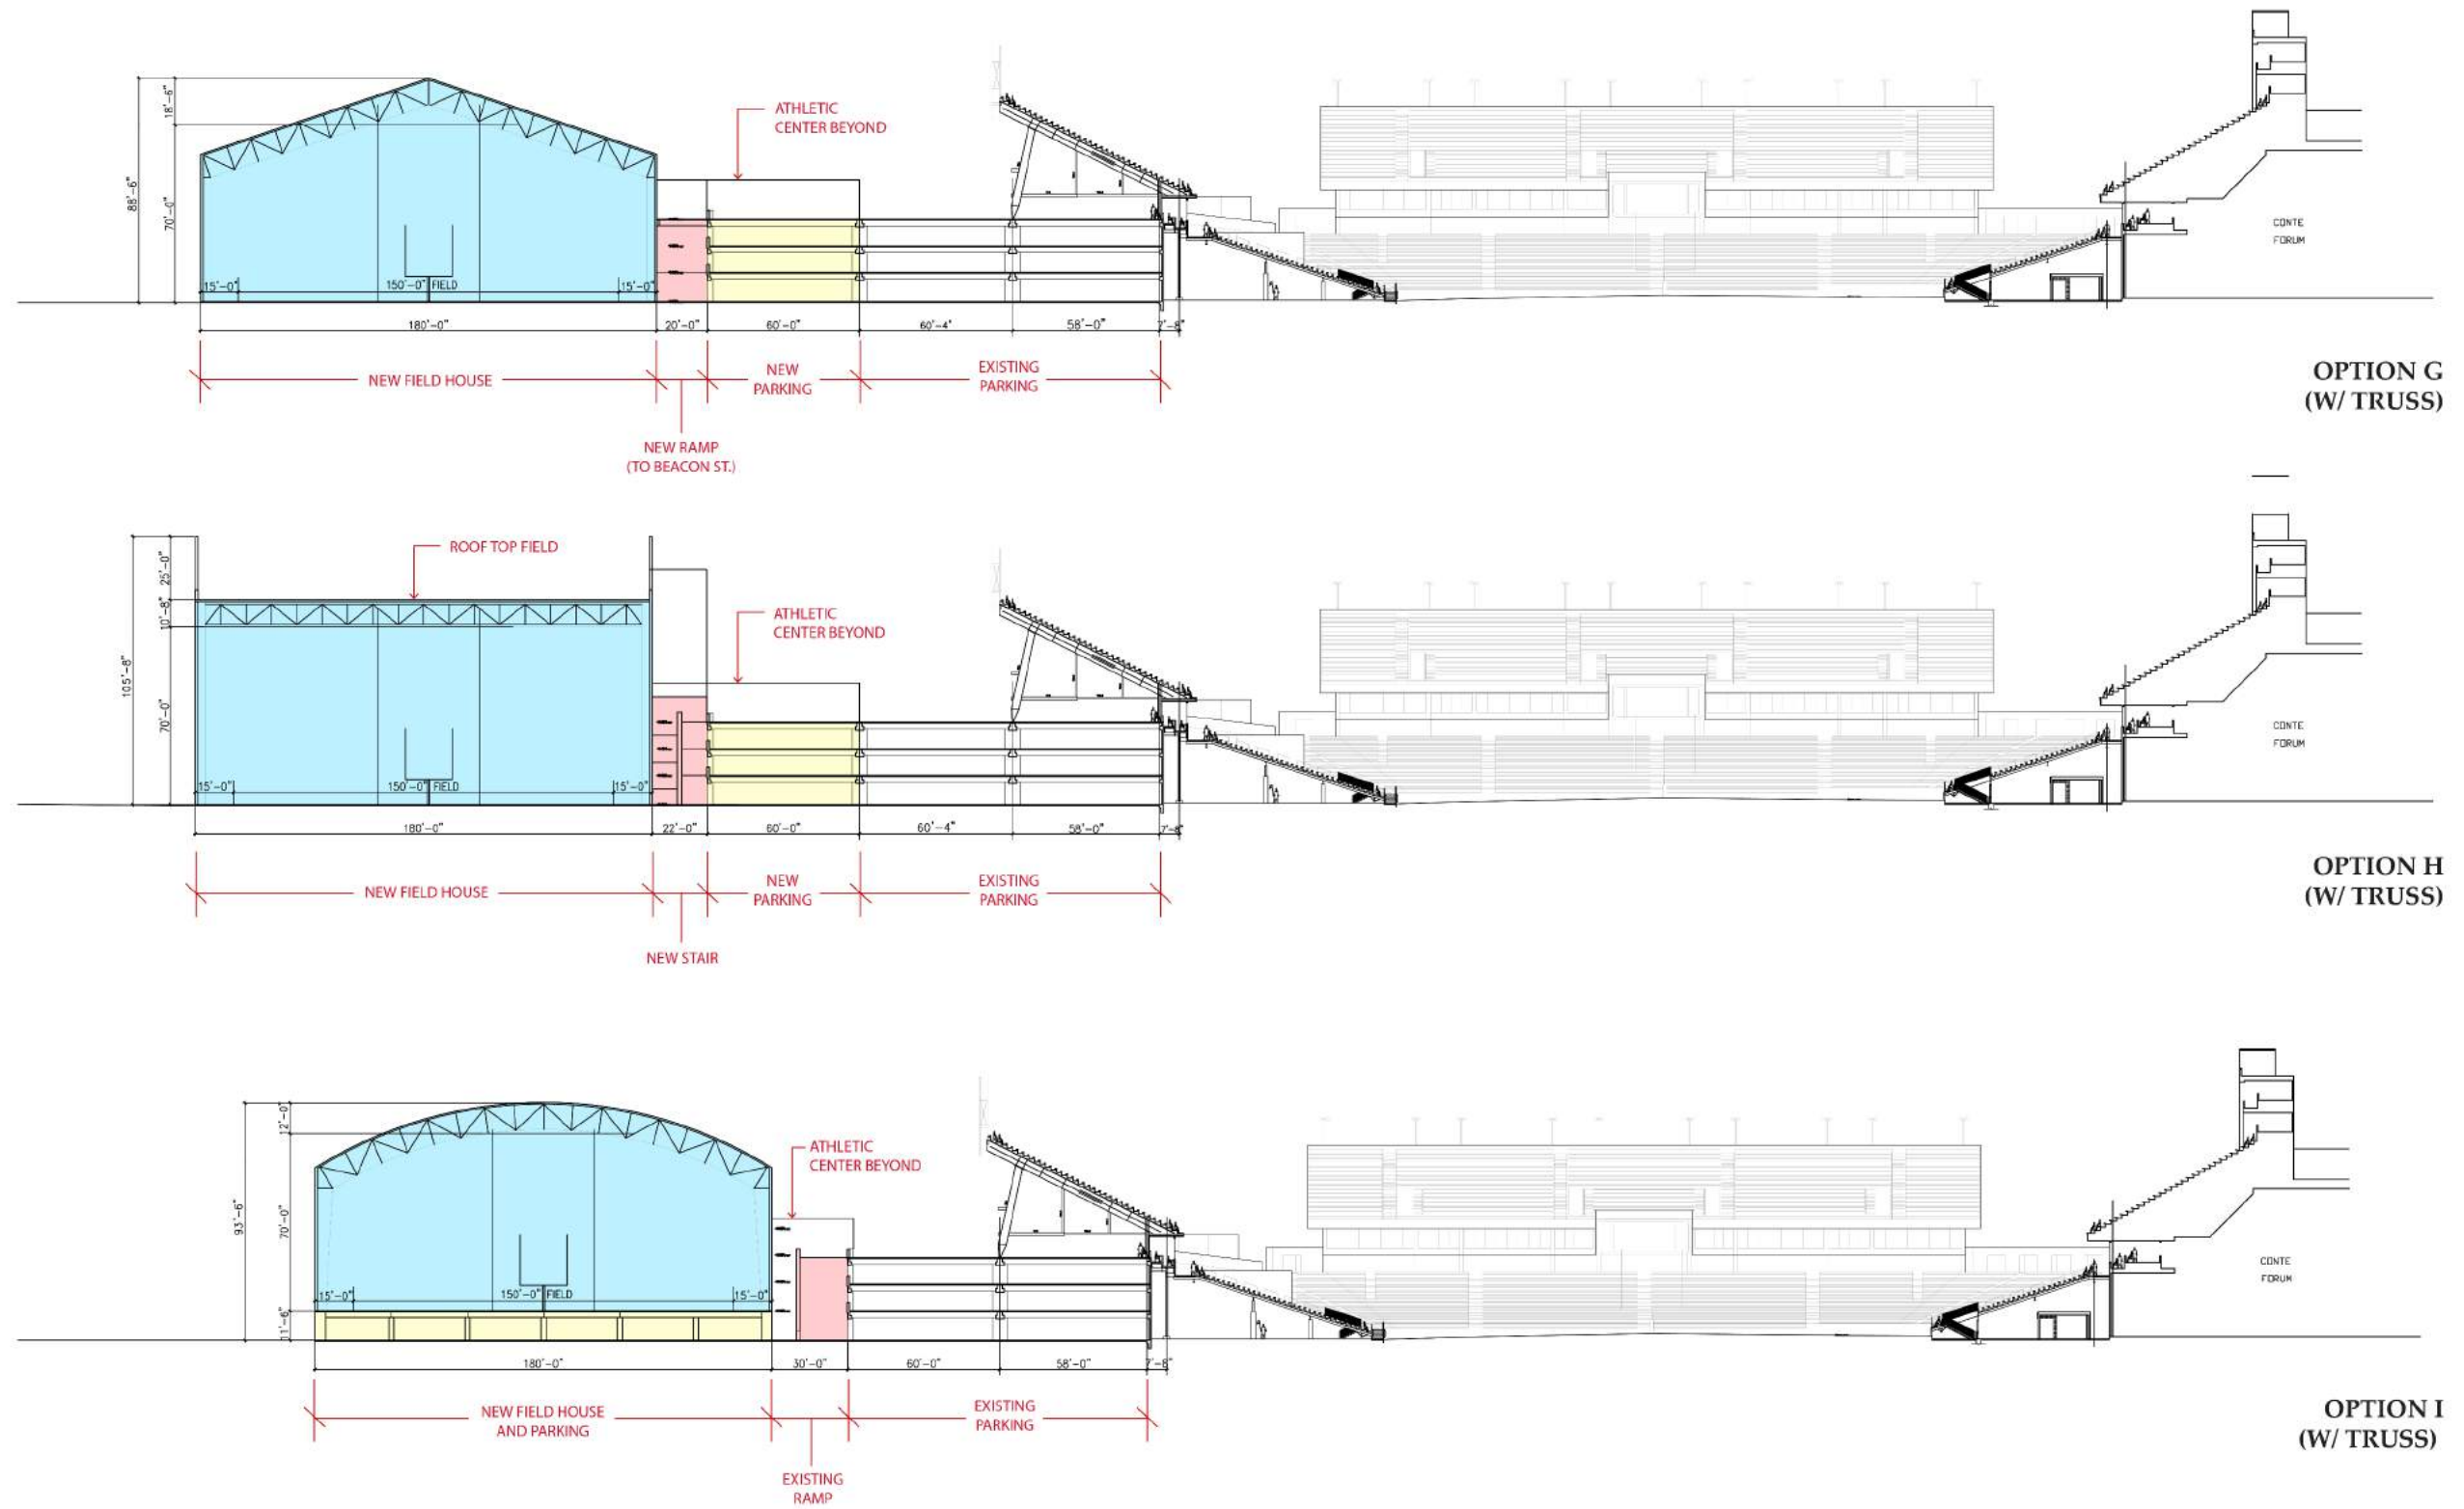 18'-6"
88'-6"
70'-0"
ATHLETIC
CENTER BEYOND
15'-0"
150'-0" FIELD
15'-0"
CONTE
FORUM
180'-0"
20'-0"
60'-0"
60'-4"
58'-0"
7'-8"
NEW FIELD HOUSE
NEW
PARKING
EXISTING
PARKING
NEW RAMP
(TO BEACON ST.)
OPTION G
(W/ TRUSS)
ROOF TOP FIELD
25'-0"
10'-8"
105'-8"
70'-0"
ATHLETIC
CENTER BEYOND
15'-0"
150'-0" FIELD
15'-0"
CONTE
FORUM
180'-0"
22'-0"
60'-0"
60'-4"
58'-0"
7'-8"
NEW FIELD HOUSE
NEW
PARKING
EXISTING
PARKING
NEW STAIR
OPTION H
(W/ TRUSS)
12'-0"
93'-6"
70'-0"
11'-6"
ATHLETIC
CENTER BEYOND
15'-0"
150'-0" FIELD
15'-0"
CONTE
FORUM
180'-0"
30'-0"
60'-0"
58'-0"
7'-8"
NEW FIELD HOUSE
AND PARKING
EXISTING
PARKING
EXISTING
RAMP
OPTION I
(W/ TRUSS)